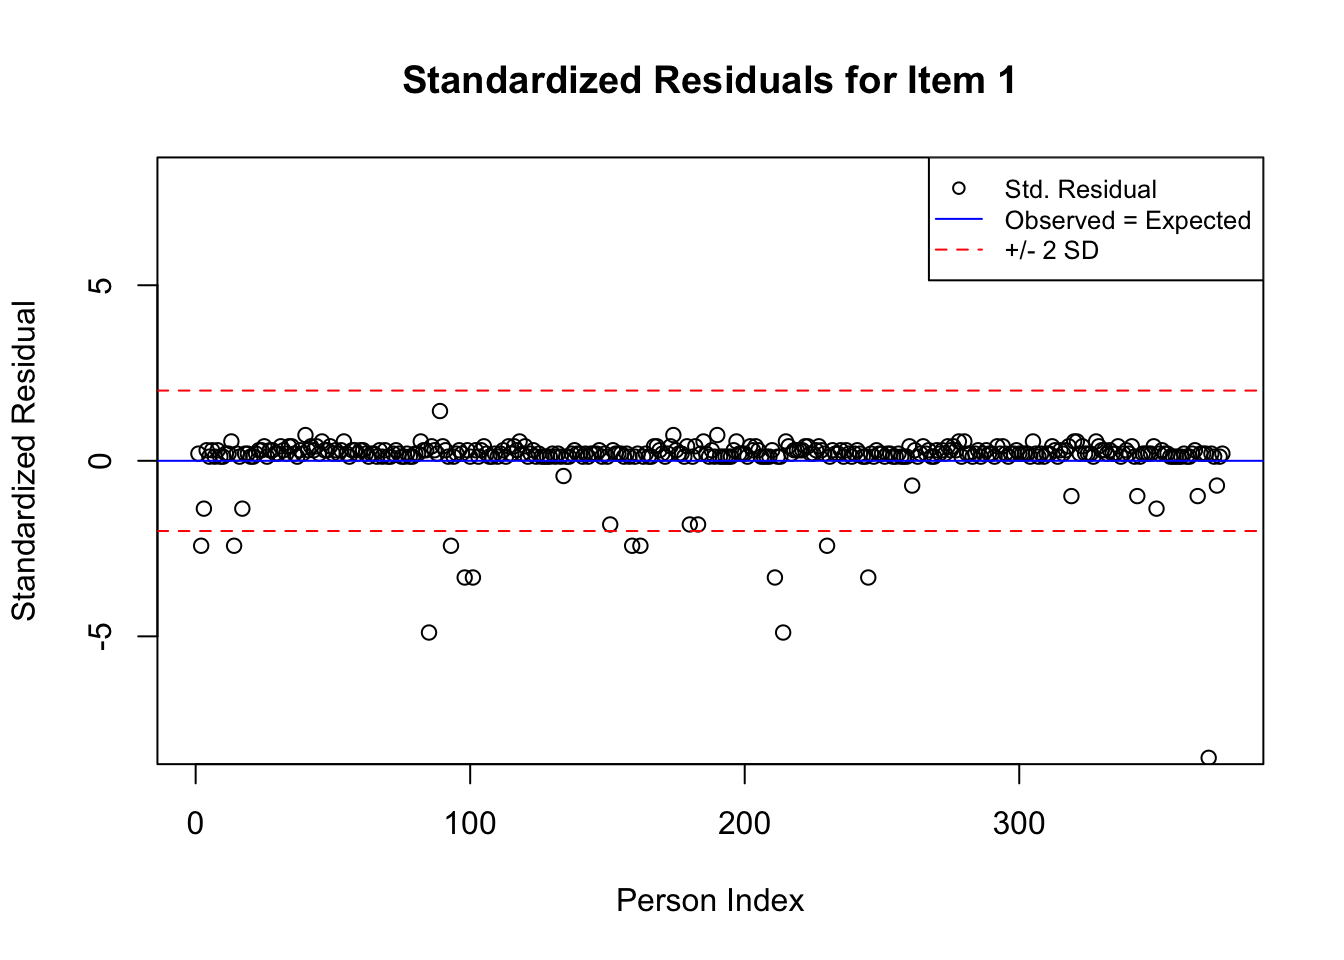 Standardized Residuals for Item 1
Std. Residual
Observed = Expected
+/- 2 SD
Standardized Residual
5
0
-5
0 100 200 300
Person Index